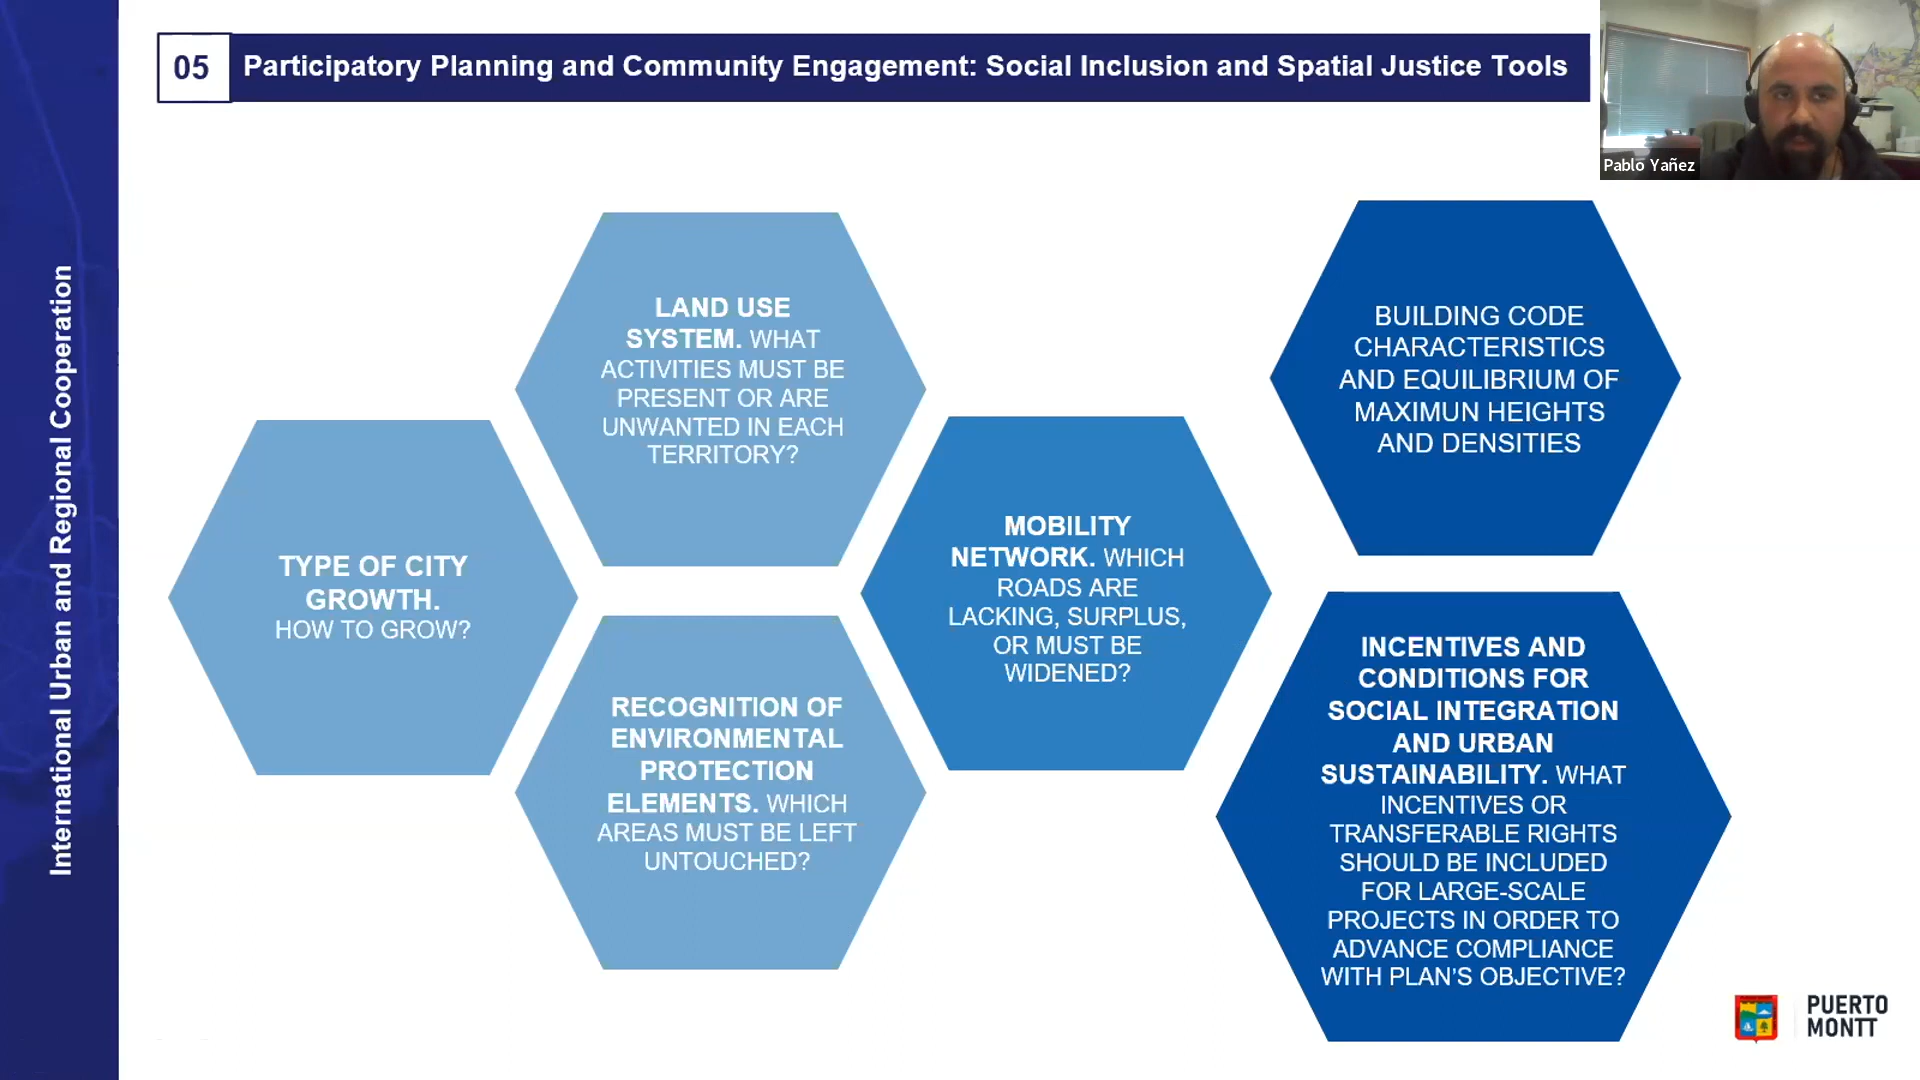 05
Participatory Planning and Community Engagement: Social Inclusion and Spatial Justice Tools
Pablo Yañez
International Urban and Regional Cooperation
TYPE OF CITY
GROWTH.
HOW TO GROW?
LAND USE
SYSTEM. WHAT
ACTIVITIES MUST BE
PRESENT OR ARE
UNWANTED IN EACH
TERRITORY?
RECOGNITION OF
ENVIRONMENTAL
PROTECTION
ELEMENTS. WHICH
AREAS MUST BE LEFT
UNTOUCHED?
MOBILITY
NETWORK. WHICH
ROADS ARE
LACKING, SURPLUS,
OR MUST BE
WIDENED?
BUILDING CODE
CHARACTERISTICS
AND EQUILIBRIUM OF
MAXIMUN HEIGHTS
AND DENSITIES
INCENTIVES AND
CONDITIONS FOR
SOCIAL INTEGRATION
AND URBAN
SUSTAINABILITY. WHAT
INCENTIVES OR
TRANSFERABLE RIGHTS
SHOULD BE INCLUDED
FOR LARGE-SCALE
PROJECTS IN ORDER TO
ADVANCE COMPLIANCE
WITH PLAN'S OBJECTIVE?
PUERTO
MONTT